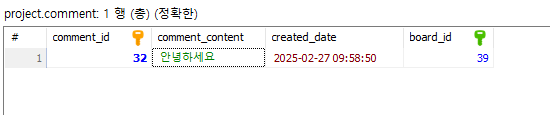 project.comment: 1 행 (총) (정확한)
# comment_id comment_content created_date board_id
1 32 안녕하세요 2025-02-27 09:58:50 39